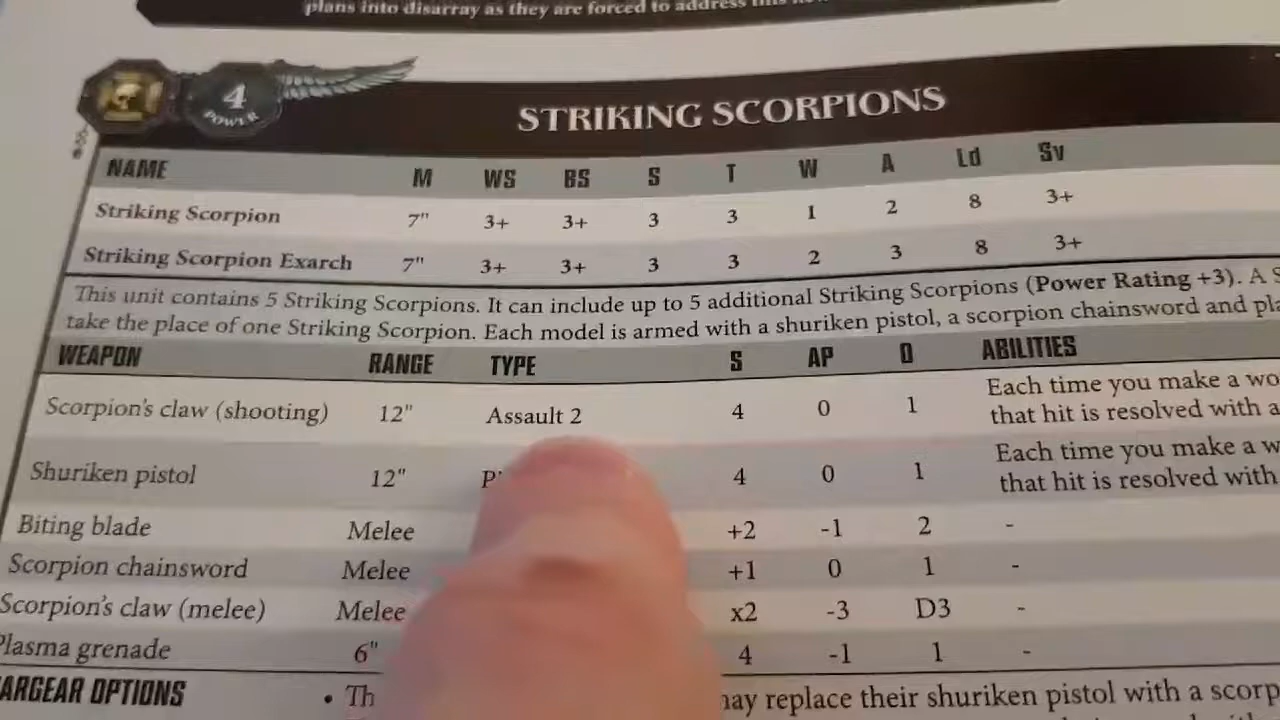 plans into disarray as they are forced to address this
4
POWER
STRIKING SCORPIONS
NAME M WS BS S T W A Ld Sv
Striking Scorpion 7" 3+ 3+ 3 3 1 2 8 3+
Striking Scorpion Exarch 7" 3+ 3+ 3 3 2 3 8 3+
This unit contains 5 Striking Scorpions. It can include up to 5 additional Striking Scorpions (Power Rating +3). A
take the place of one Striking Scorpion. Each model is armed with a shuriken pistol, a scorpion chainsword and
WEAPON RANGE TYPE S AP D ABILITIES
Scorpion's claw (shooting) 12" Assault 2 4 0 1 Each time you make a
that hit is resolved with a
Shuriken pistol 12" 4 0 1 Each time you make a
that hit is resolved with
Biting blade Melee +2 -1 2 -
Scorpion chainsword Melee +1 0 1 -
Scorpion's claw (melee) Melee x2 -3 D3 -
Plasma grenade 6" 4 -1 1 -
ARGEAR OPTIONS • replace their shuriken pistol with a